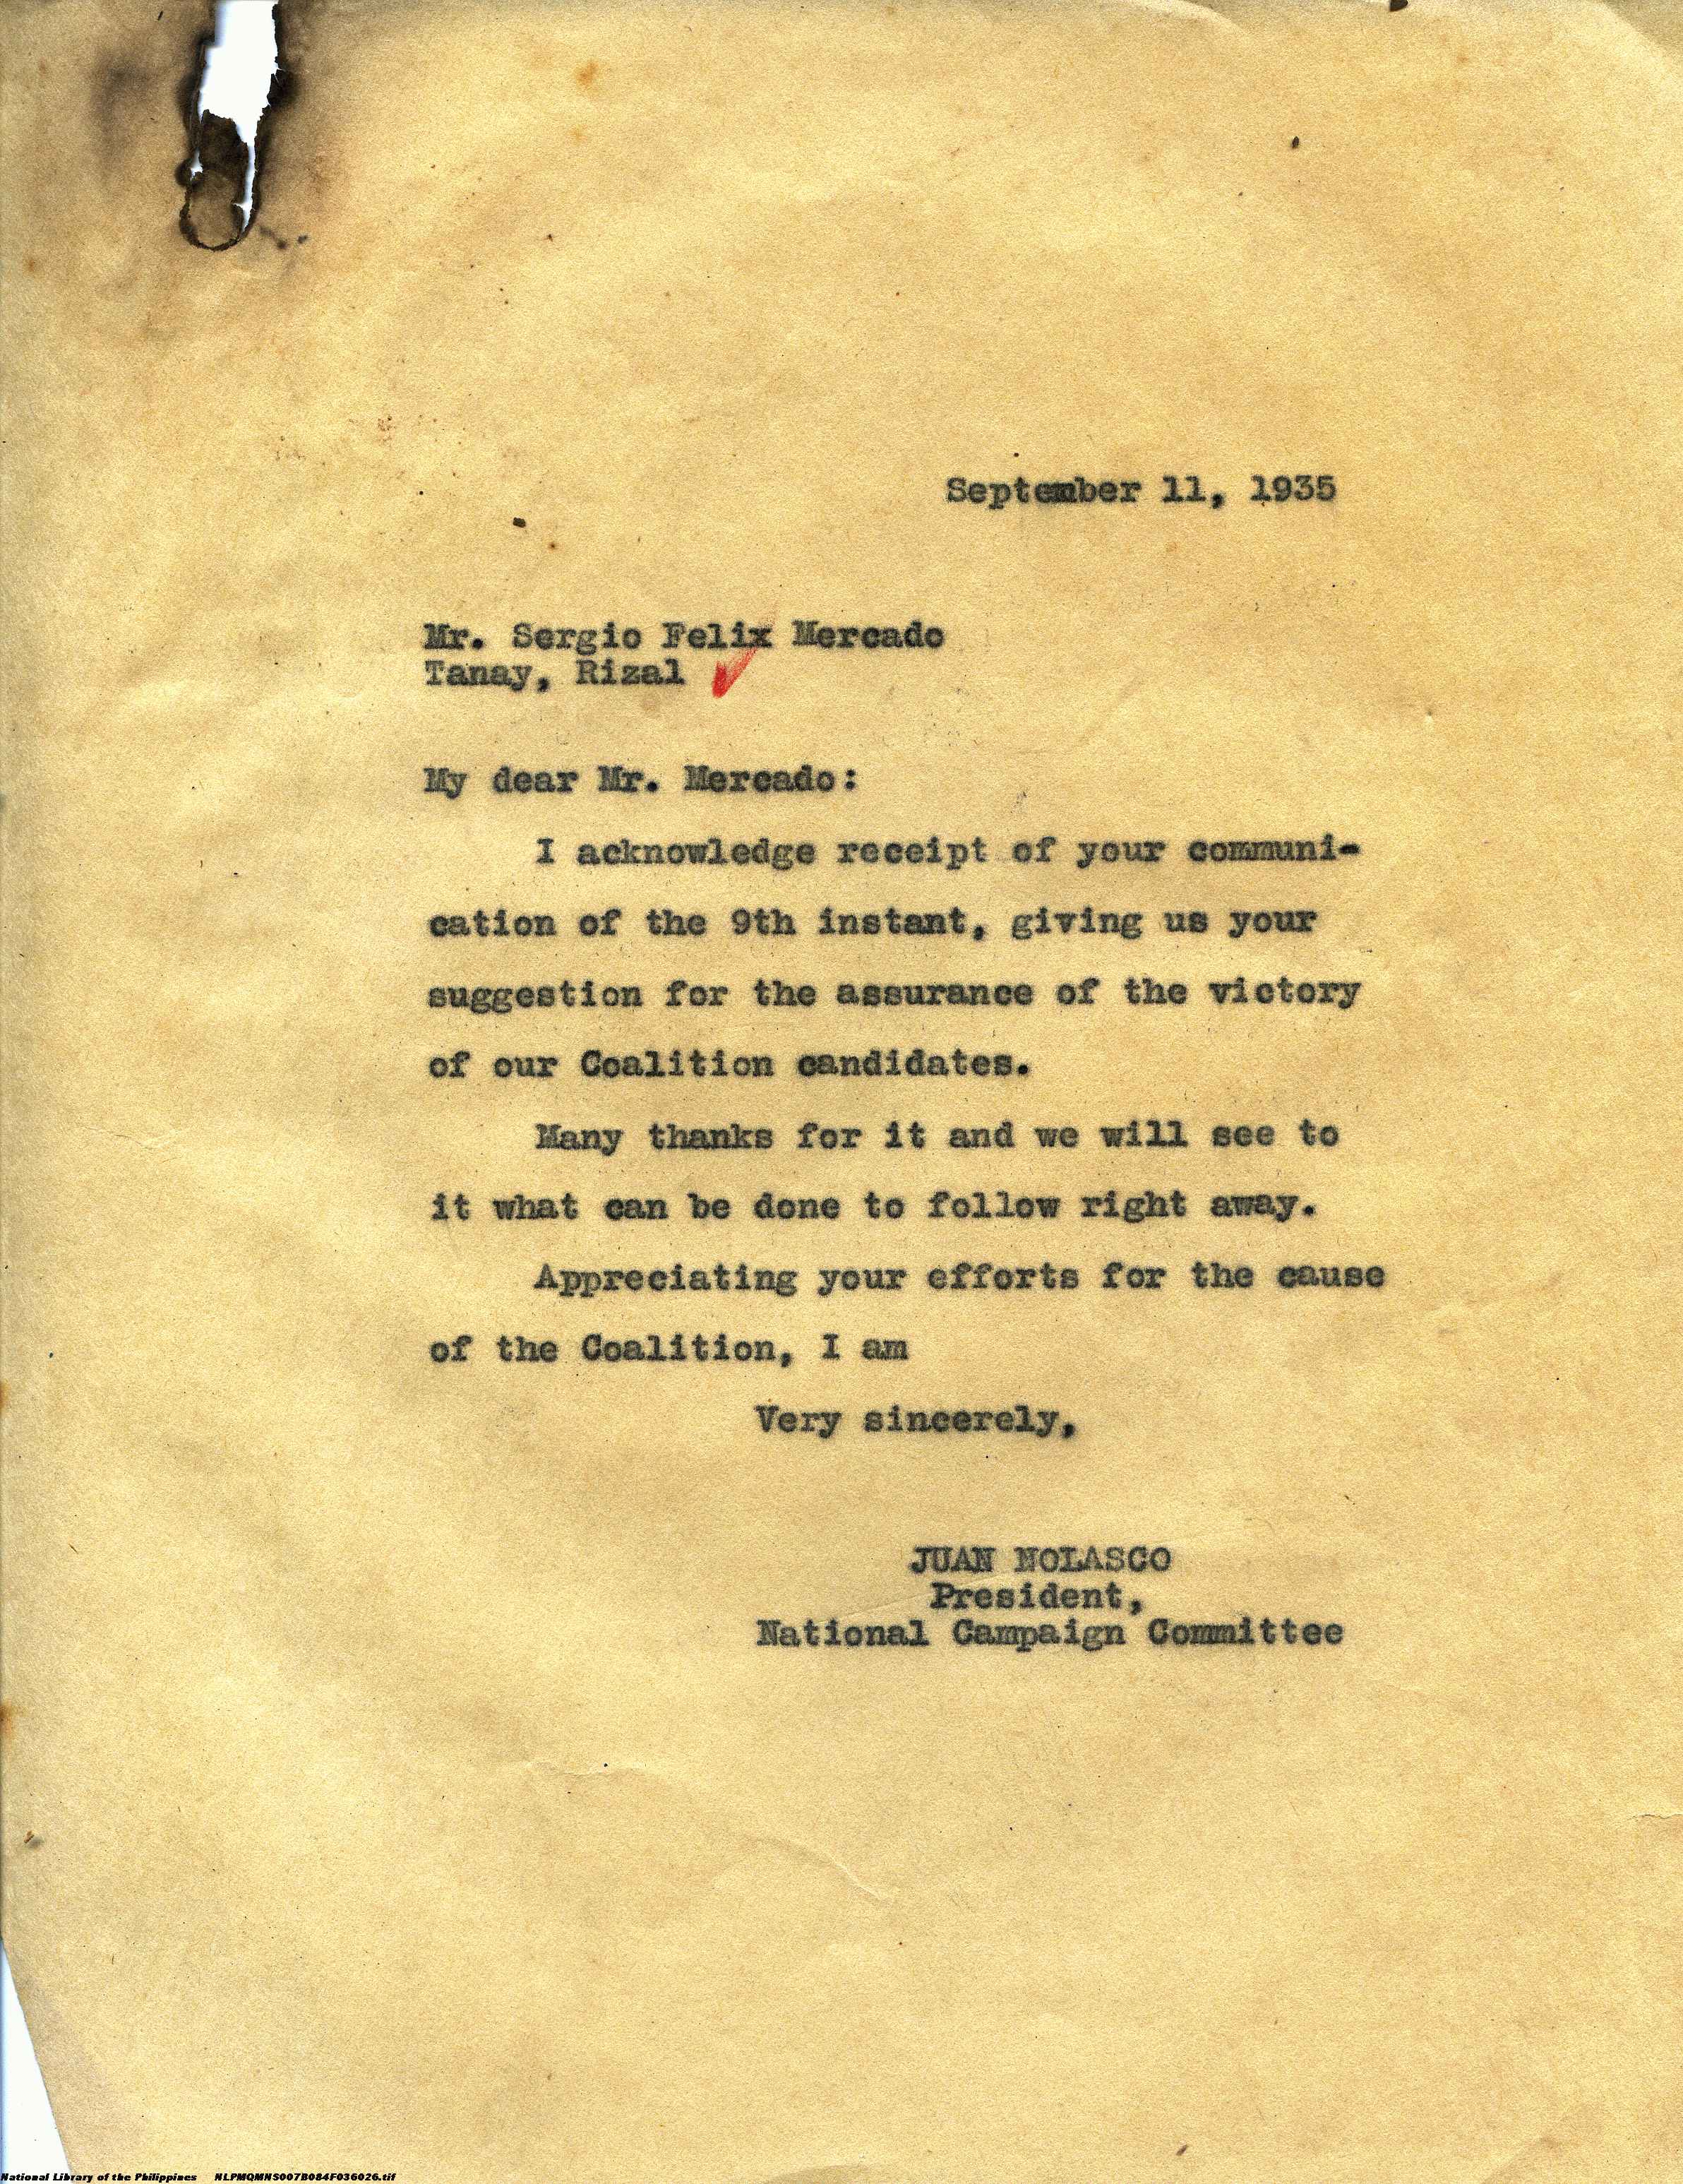 September 11, 1935
Mr. Sergio Felix Mercado
Tanay, Rizal
My dear Mr. Mercado:
I acknowledge receipt of your communi-
cation of the 9th instant, giving us your
suggestion for the assurance of the victory
of our Coalition candidates.
Many thanks for it and we will see to
it what can be done to follow right away.
Appreciating your efforts for the cause
of the Coalition, I am
Very sincerely,
JUAN NOLASCO
President,
National Campaign Committee
National Library of the Philippines NLPMQMNS007B084F036026.tif